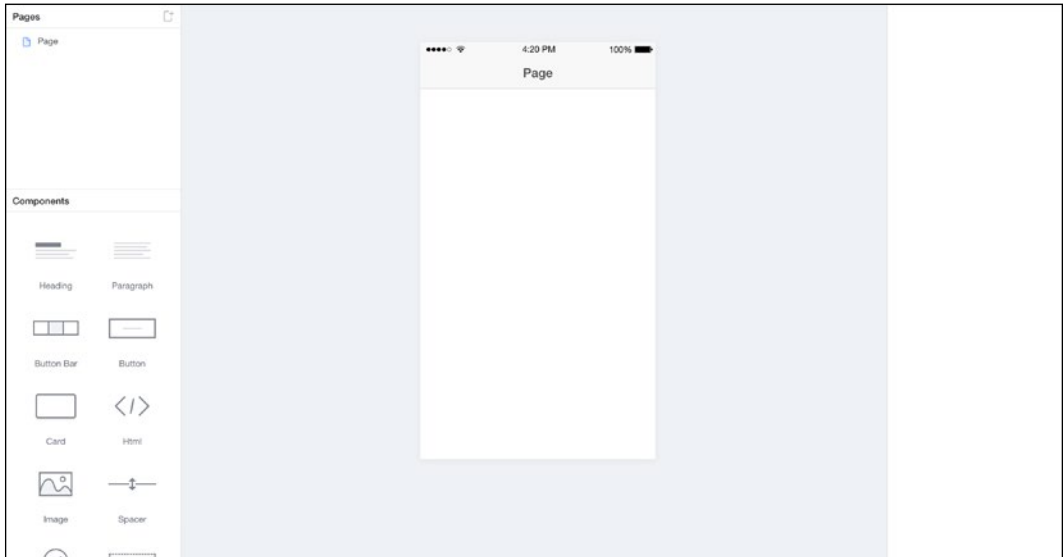 Pages
Page
4:20 PM 100%
Page
Components
Heading Paragraph
Button Bar Button
Card Html
Image Spacer